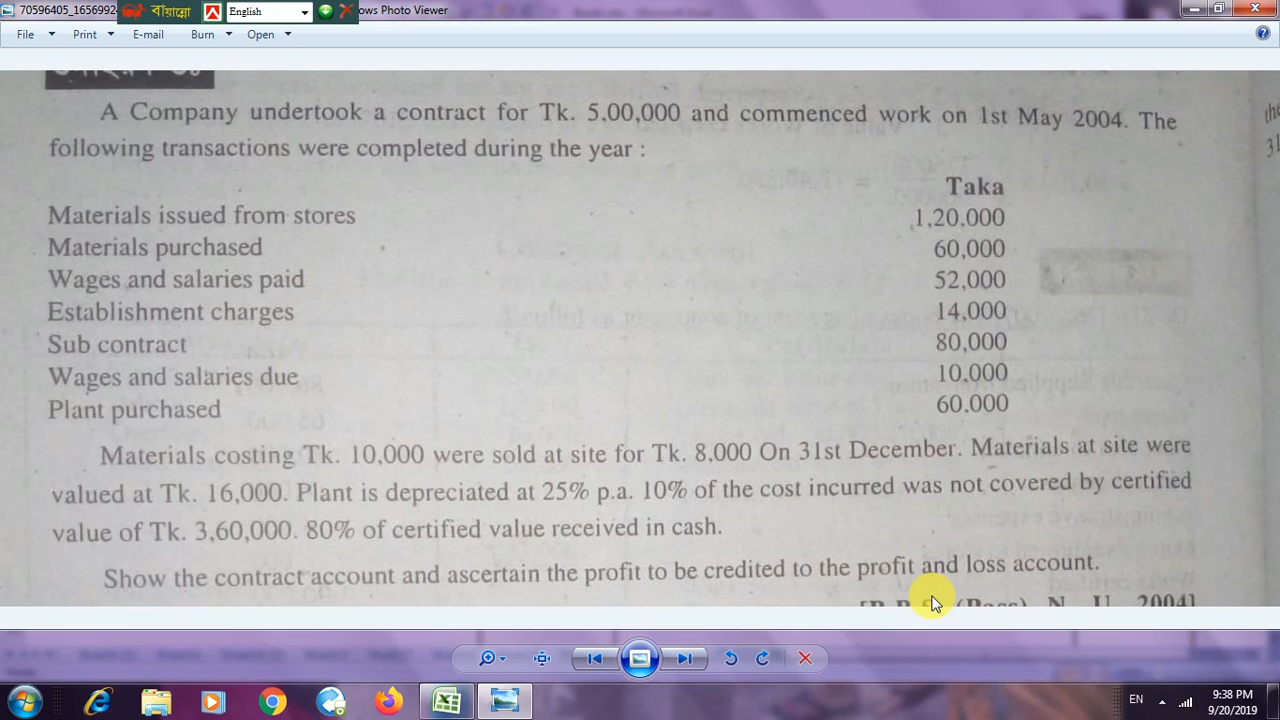 70596405_1656992
বায়ান্নো
English
ows Photo Viewer
File Print E-mail Burn Open
A Company undertook a contract for Tk. 5,00,000 and commenced work on 1st May 2004. The
following transactions were completed during the year :
Taka
Materials issued from stores 1,20.000
Materials purchased 60,000
Wages and salaries paid 52,000
Establishment charges 14,000
Sub contract 80,000
Wages and salaries due 10,000
Plant purchased 60.000
Materials costing Tk. 10,000 were sold at site for Tk. 8,000 On 31st December. Materials at site were
valued at Tk. 16,000. Plant is depreciated at 25% p.a. 10% of the cost incurred was not covered by certified
value of Tk. 3,60,000. 80% of certified value received in cash.
Show the contract account and ascertain the profit to be credited to the profit and loss account.
N. U. 2004]
EN
9:38 PM
9/20/2019